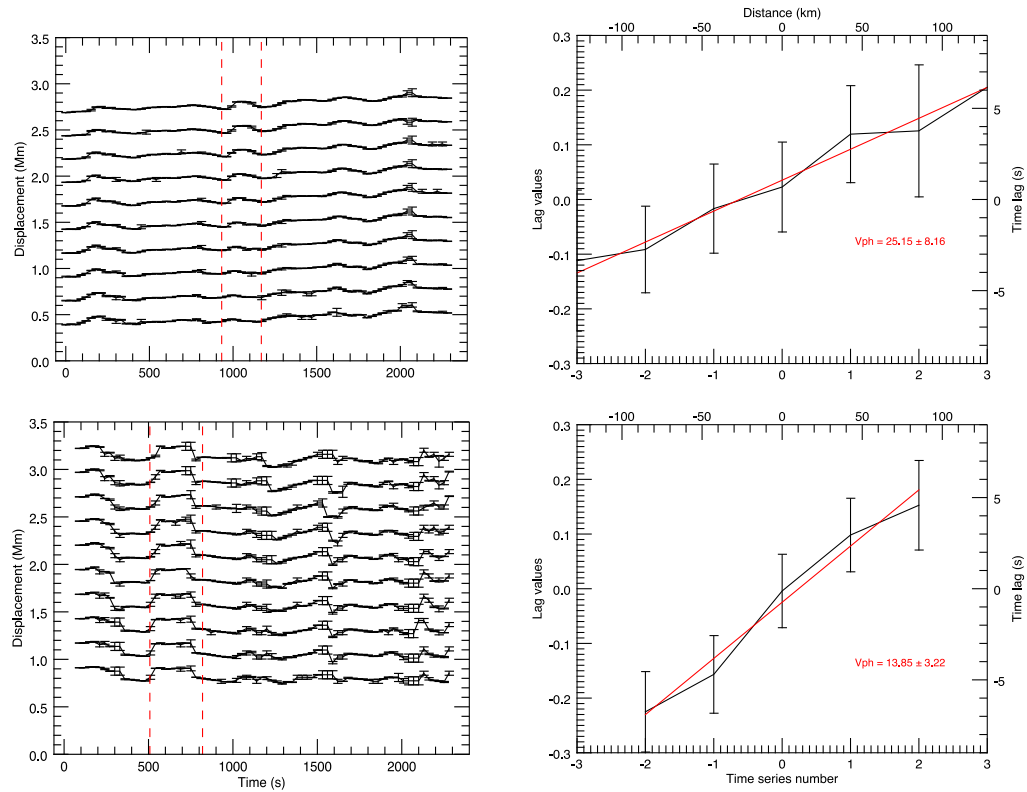 Distance (km)
-100 -50 0 50 100
3.5
3.0
2.5
2.0
1.5
1.0
0.5
0.0
Displacement (Mm)
0 500 1000 1500 2000
0.3
0.2
0.1
0.0
-0.1
-0.2
-0.3
Lag values
5
0
-5
Time lag (s)
Vph = 25.15 ± 8.16
-3 -2 -1 0 1 2 3
3.5
3.0
2.5
2.0
1.5
1.0
0.5
0.0
Displacement (Mm)
0 500 1000 1500 2000
Time (s)
-100 -50 0 50 100
0.3
0.2
0.1
0.0
-0.1
-0.2
-0.3
Lag values
5
0
-5
Time lag (s)
Vph = 13.85 ± 3.22
-3 -2 -1 0 1 2 3
Time series number